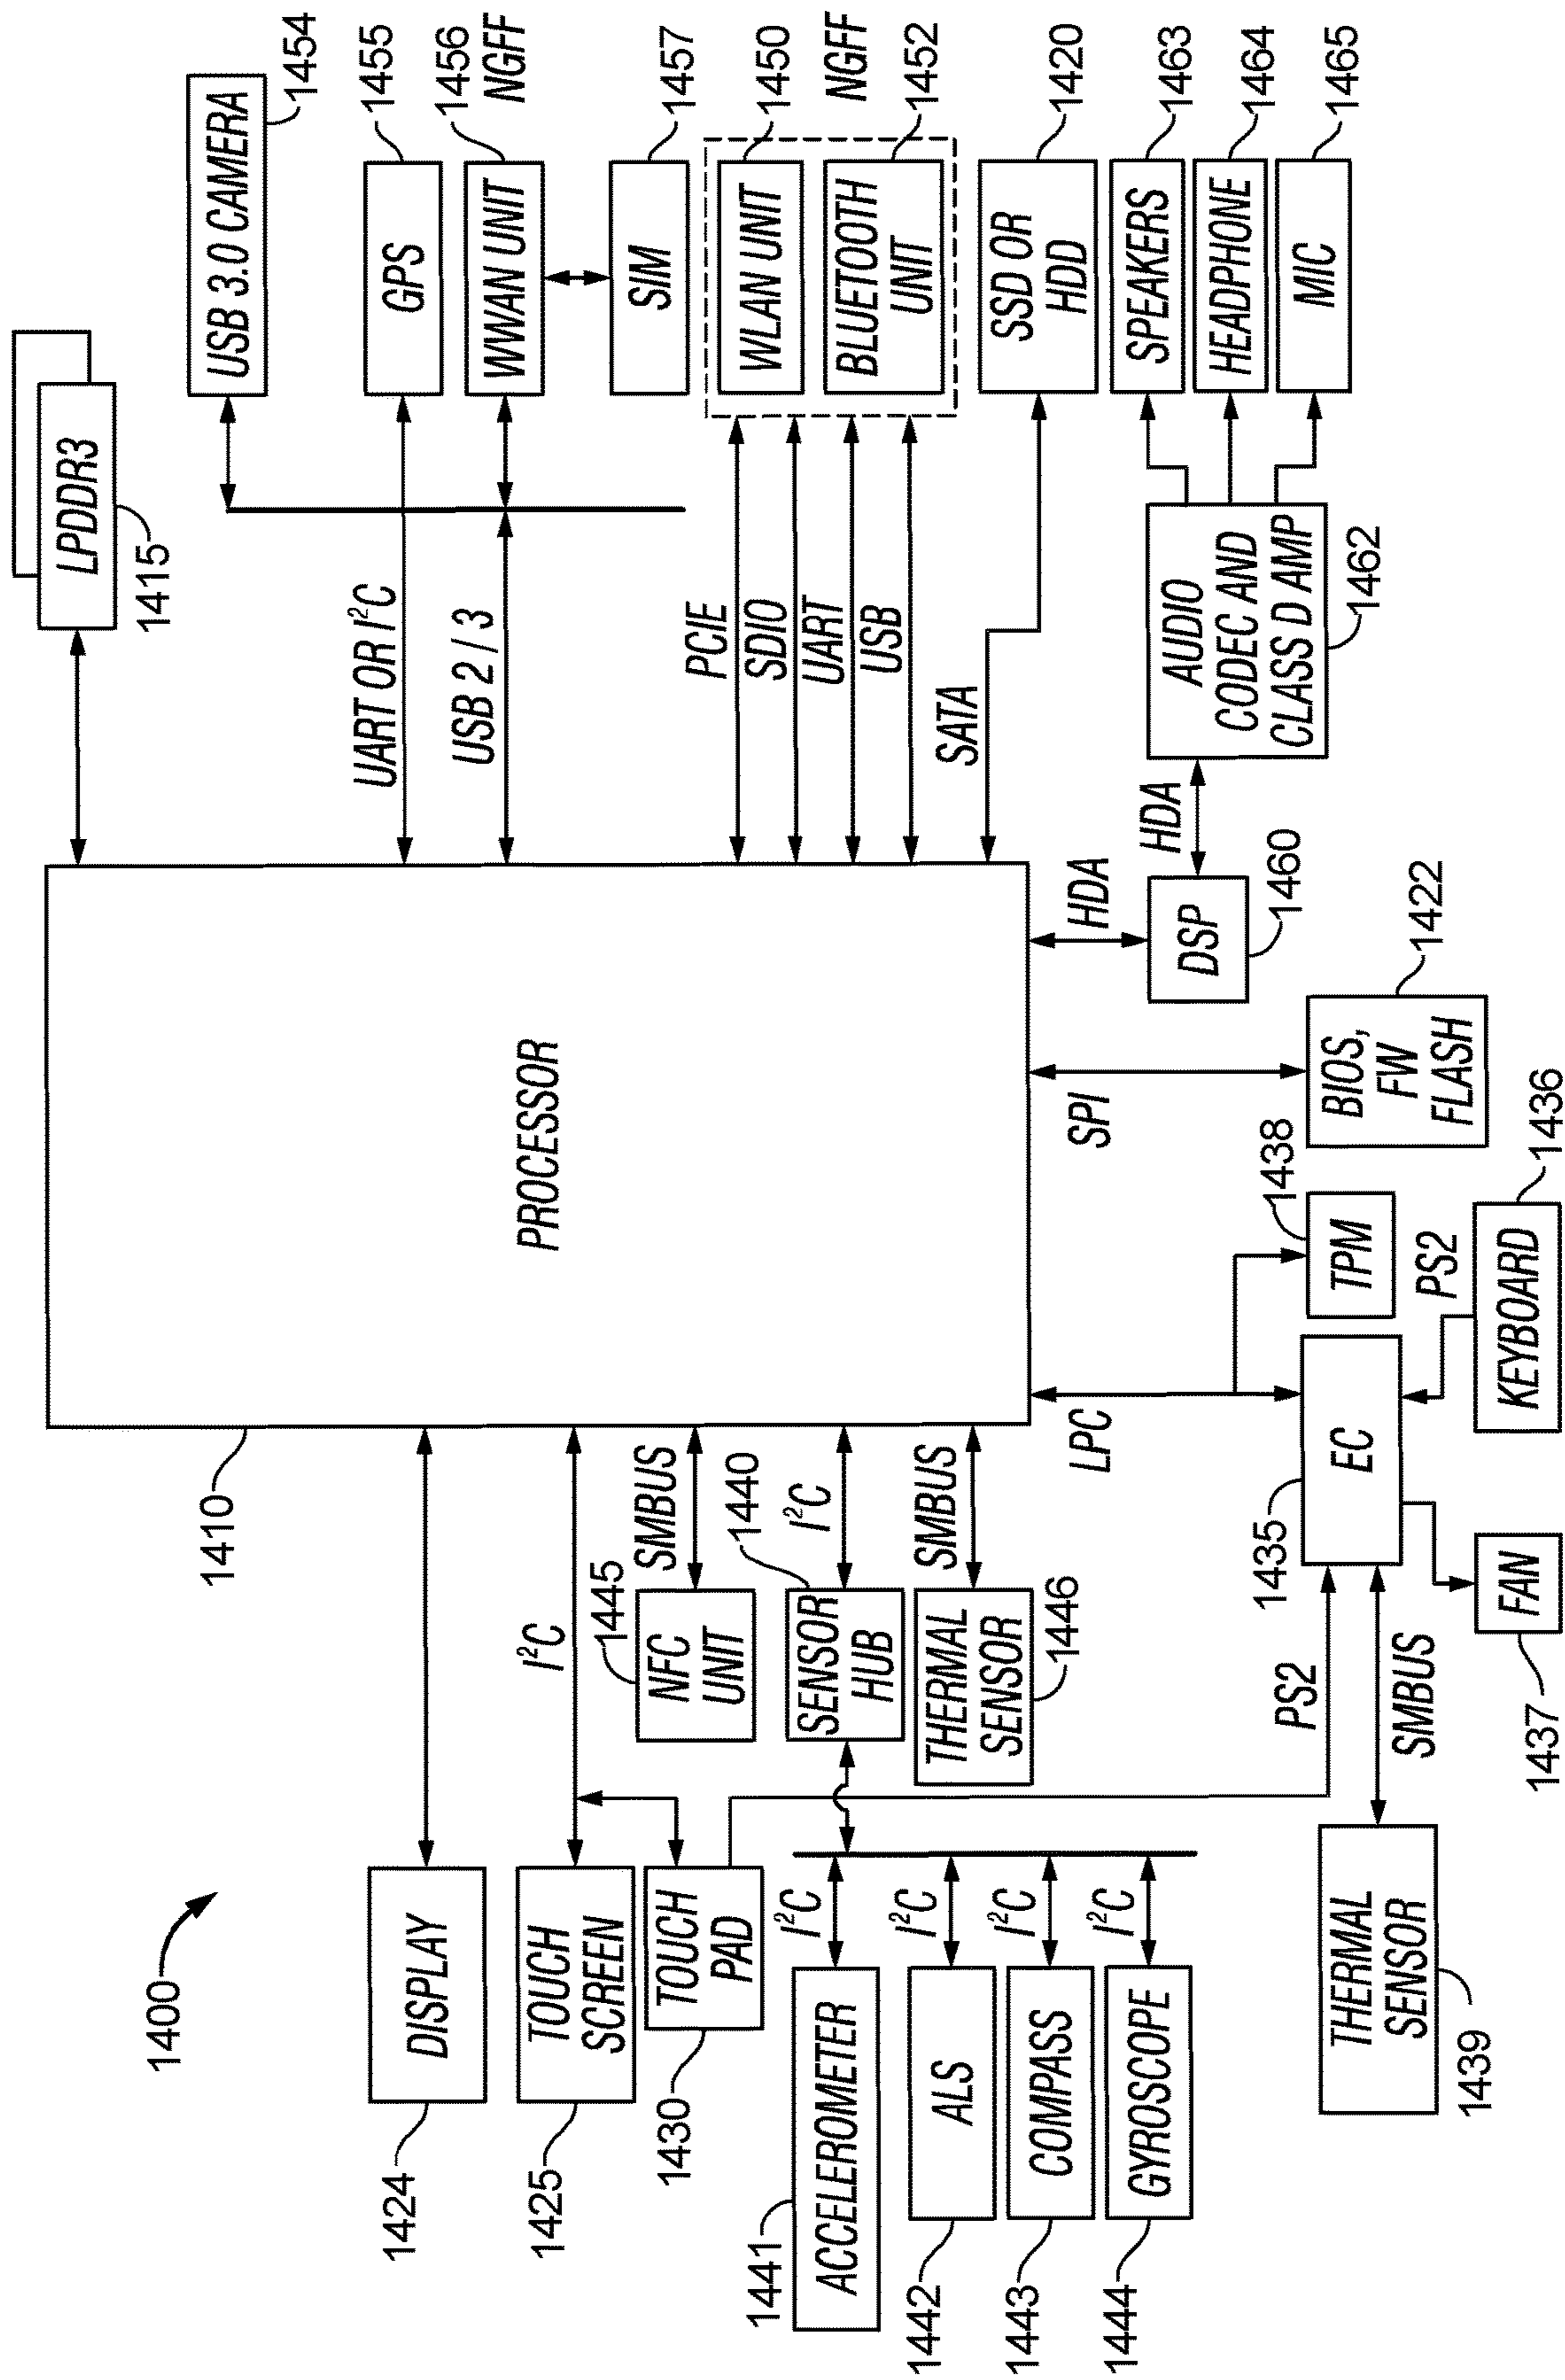 1400
LPDDR3
1415
USB 3.0 CAMERA
1454
1410
PROCESSOR
DISPLAY
1424
UART OR I²C
GPS
1455
USB 2 / 3
WWAN UNIT
1456
NGFF
I²C
TOUCH
SCREEN
1425
SIM
1457
TOUCH
PAD
1430
SMBUS
NFC
UNIT
1445
PCIE
SDIO
UART
USB
WLAN UNIT
1450
NGFF
BLUETOOTH
UNIT
1452
I²C
SENSOR
HUB
1440
SMBUS
THERMAL
SENSOR
1446
SATA
SSD OR
HDD
1420
I²C
ACCELEROMETER
1441
I²C
ALS
1442
I²C
COMPASS
1443
I²C
GYROSCOPE
1444
LPC
SPI
HDA
DSP
1460
HDA
AUDIO
CODEC AND
CLASS D AMP
1462
SPEAKERS
1463
HEADPHONE
1464
MIC
1465
PS2
SMBUS
THERMAL
SENSOR
1439
EC
1435
TPM
1438
BIOS,
FW
FLASH
1422
FAN
1437
PS2
KEYBOARD
1436